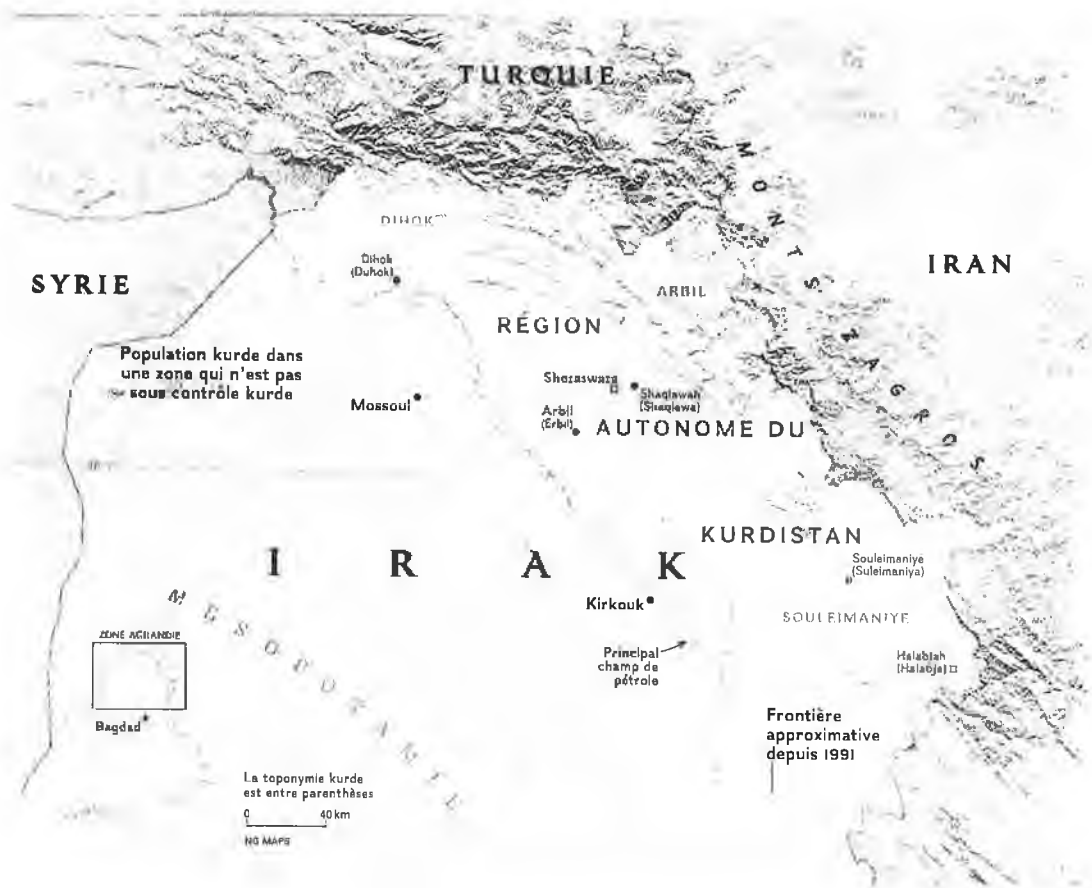 TURQUIE
MONTS ZAGROS
DIHOK
Dihok
(Duhok)
SYRIE
IRAN
ARBIL
RÉGION
Population kurde dans
une zone qui n'est pas
sous contrôle kurde
Mossoul
Shaqlawah
(Shaqlawa)
Arbil
(Erbil)
AUTONOME DU
KURDISTAN
IRAK
Souleimaniye
(Suleimaniya)
MÉSOPOTAMIE
Kirkouk
SOULEIMANIYE
ZONE AGRANDIE
Principal
champ de
pétrole
Halabjah
(Halabja)
Bagdad
Frontière
approximative
depuis 1991
La toponymie kurde
est entre parenthèses
0 40 km
NG MAPS